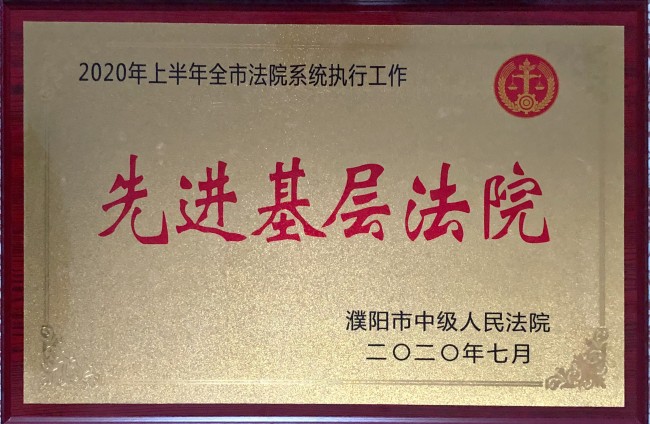 2020年上半年全市法院系统执行工作
先进基层法院
濮阳市中级人民法院
二〇二〇年七月